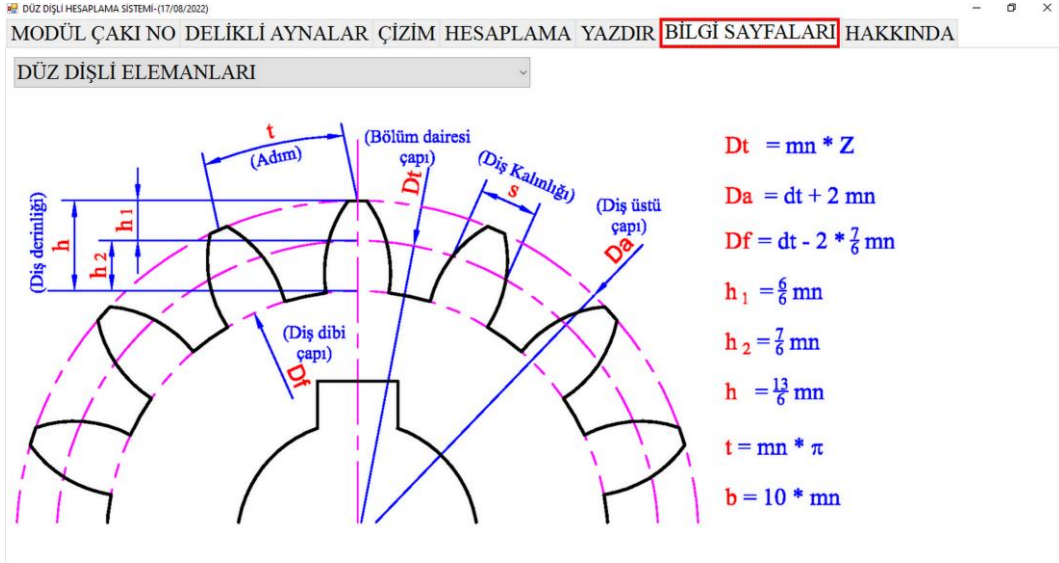 DÜZ DİŞLİ HESAPLAMA SİSTEMİ-(17/08/2022)
MODÜL ÇAKI NO DELİKLİ AYNALAR ÇİZİM HESAPLAMA YAZDIR BİLGİ SAYFALARI HAKKINDA
DÜZ DİŞLİ ELEMANLARI
t
(Adım)
(Bölüm dairesi
çapı)
Dt
(Diş Kalınlığı)
s
(Diş üstü
çapı)
Da
(Diş derinliği)
h
h 1
h 2
(Diş dibi
çapı)
Df
Dt = mn * Z
Da = dt + 2 mn
Df = dt - 2 * 7/6 mn
h 1 = 6/6 mn
h 2 = 7/6 mn
h = 13/6 mn
t = mn * π
b = 10 * mn